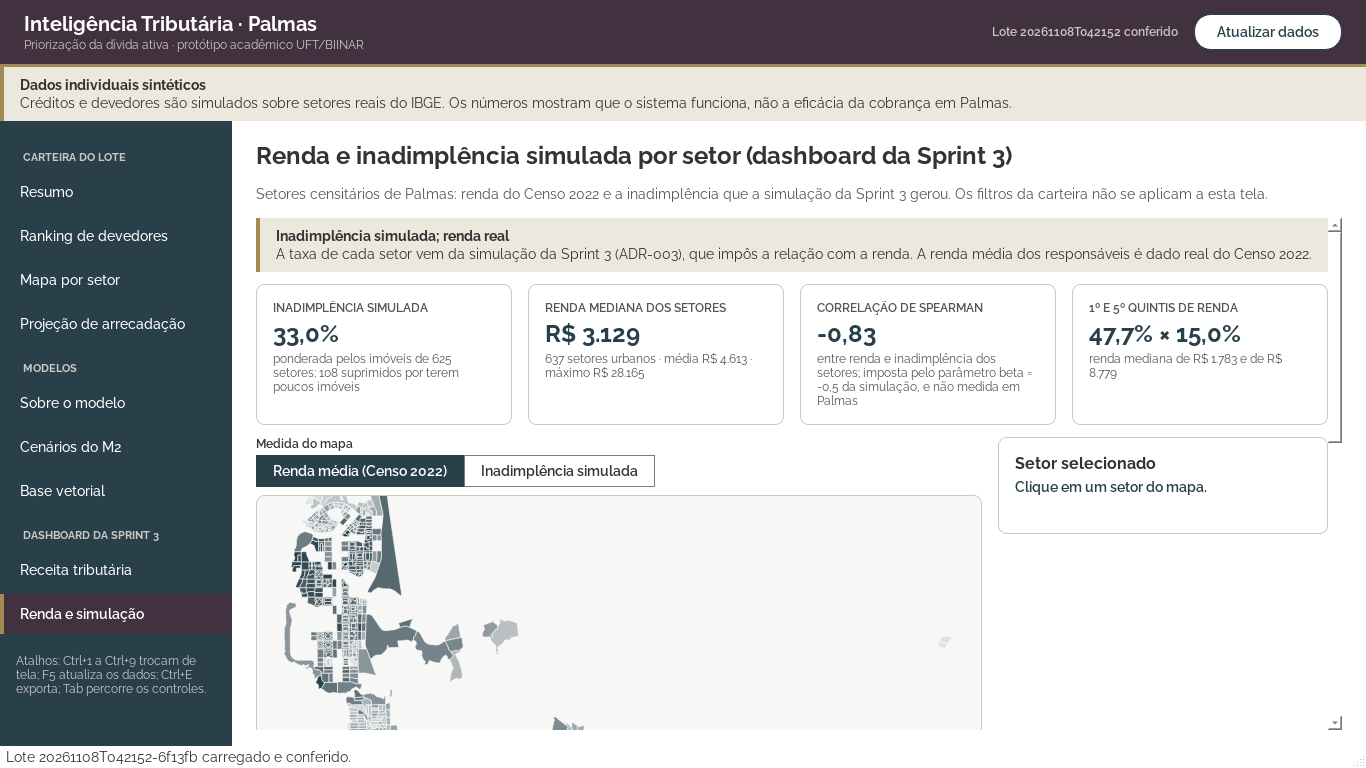 Inteligência Tributária · Palmas
Priorização da dívida ativa · protótipo acadêmico UFT/BIINAR
Lote 20261108T042152 conferido
Atualizar dados
Dados individuais sintéticos
Créditos e devedores são simulados sobre setores reais do IBGE. Os números mostram que o sistema funciona, não a eficácia da cobrança em Palmas.
CARTEIRA DO LOTE
Resumo
Ranking de devedores
Mapa por setor
Projeção de arrecadação
MODELOS
Sobre o modelo
Cenários do M2
Base vetorial
DASHBOARD DA SPRINT 3
Receita tributária
Renda e simulação
Atalhos: Ctrl+1 a Ctrl+9 trocam de
tela; F5 atualiza os dados; Ctrl+E
exporta; Tab percorre os controles.
Renda e inadimplência simulada por setor (dashboard da Sprint 3)
Setores censitários de Palmas: renda do Censo 2022 e a inadimplência que a simulação da Sprint 3 gerou. Os filtros da carteira não se aplicam a esta tela.
Inadimplência simulada; renda real
A taxa de cada setor vem da simulação da Sprint 3 (ADR-003), que impôs a relação com a renda. A renda média dos responsáveis é dado real do Censo 2022.
INADIMPLÊNCIA SIMULADA
33,0%
ponderada pelos imóveis de 625
setores; 108 suprimidos por terem
poucos imóveis
RENDA MEDIANA DOS SETORES
R$ 3.129
637 setores urbanos · média R$ 4.613 ·
máximo R$ 28.165
CORRELAÇÃO DE SPEARMAN
-0,83
entre renda e inadimplência dos
setores; imposta pelo parâmetro beta =
-0,5 da simulação, e não medida em
Palmas
1º E 5º QUINTIS DE RENDA
47,7% × 15,0%
renda mediana de R$ 1.783 e de R$
8.779
Medida do mapa
Renda média (Censo 2022)
Inadimplência simulada
Setor selecionado
Clique em um setor do mapa.
Lote 20261108T042152-6f13fb carregado e conferido.